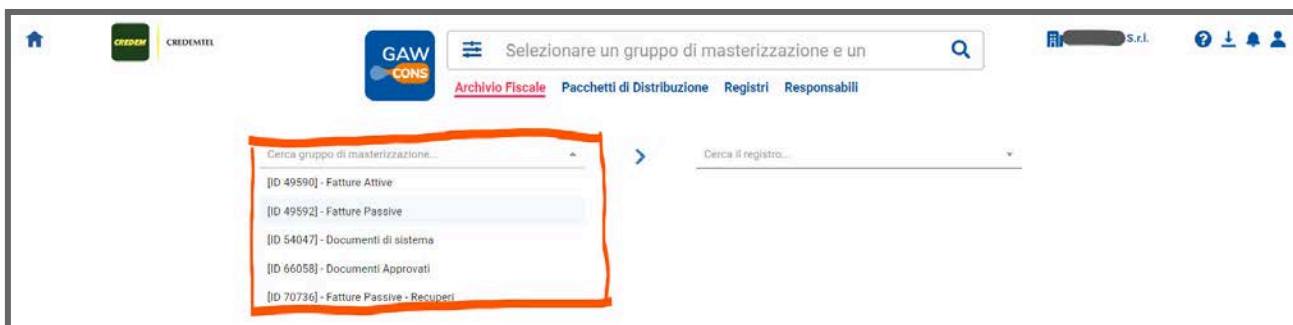 CREDEM
CREDEMTEL
GAW
CONS
Selezionare un gruppo di masterizzazione e un
S.r.l.
Archivio Fiscale Pacchetti di Distribuzione Registri Responsabili
Cerca gruppo di masterizzazione...
Cerca il registro...
[ID 49590] - Fatture Attive
[ID 49592] - Fatture Passive
[ID 54047] - Documenti di sistema
[ID 66058] - Documenti Approvati
[ID 70736] - Fatture Passive - Recuperi